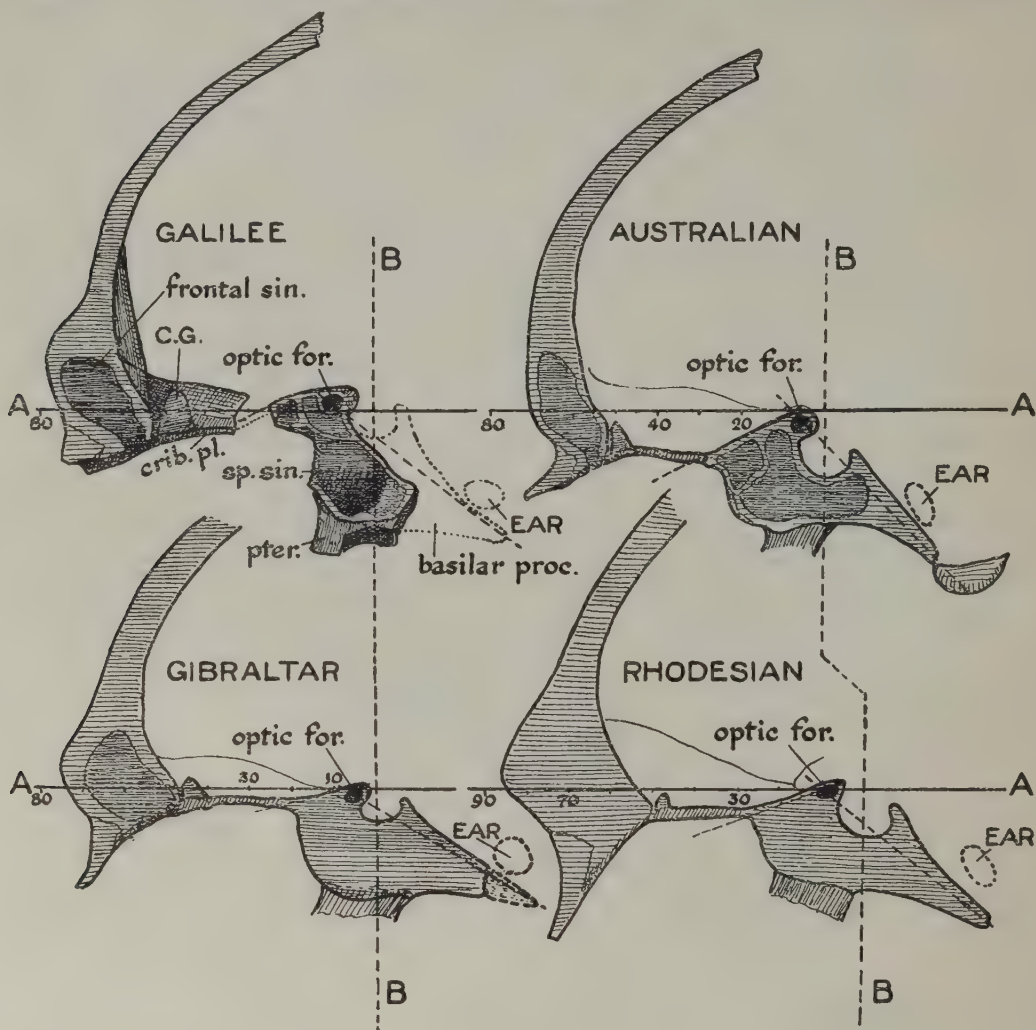 GALILEE
AUSTRALIAN
B
B
frontal sin.
C.G.
optic for.
optic for.
A
80
80
40
20
A
crib. pl.
sp. sin.
EAR
EAR
pter.
basilar proc.
GIBRALTAR
RHODESIAN
optic for.
optic for.
A
80
30
10
90
70
30
A
EAR
EAR
B
B